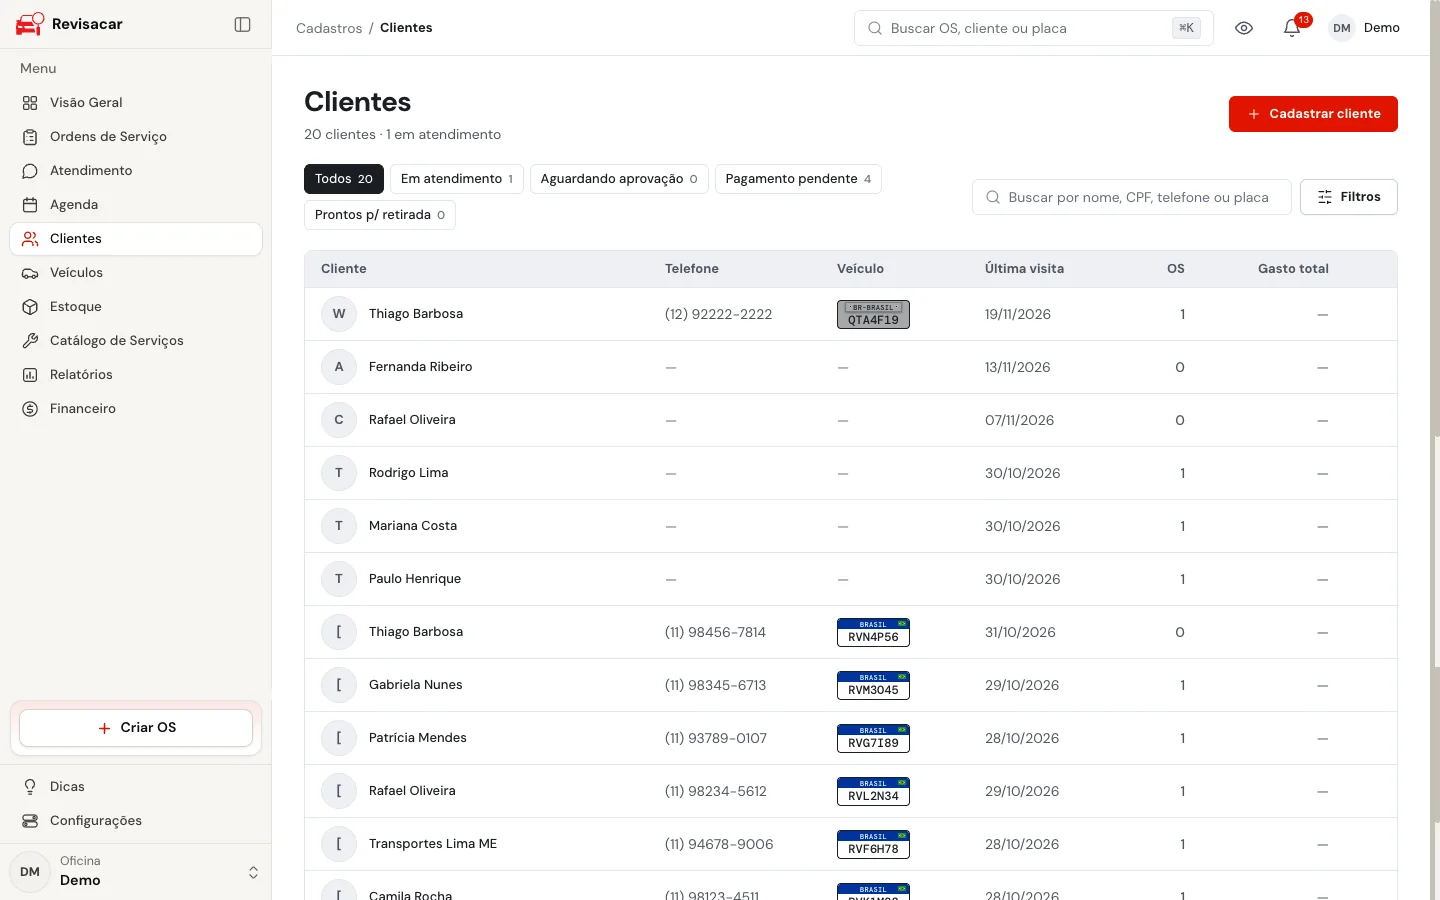 Revisacar
Menu
Visão Geral
Ordens de Serviço
Atendimento
Agenda
Clientes
Veículos
Estoque
Catálogo de Serviços
Relatórios
Financeiro
Criar OS
Dicas
Configurações
DM
Oficina
Demo
Cadastros / Clientes
Buscar OS, cliente ou placa
⌘K
13
DM
Demo
Clientes
20 clientes · 1 em atendimento
Cadastrar cliente
Todos 20
Em atendimento 1
Aguardando aprovação 0
Pagamento pendente 4
Prontos p/ retirada 0
Buscar por nome, CPF, telefone ou placa
Filtros
Cliente Telefone Veículo Última visita OS Gasto total
W Thiago Barbosa (12) 92222-2222 BR-BRASIL QTA4F19 19/11/2026 1 —
A Fernanda Ribeiro — — 13/11/2026 0 —
C Rafael Oliveira — — 07/11/2026 0 —
T Rodrigo Lima — — 30/10/2026 1 —
T Mariana Costa — — 30/10/2026 1 —
T Paulo Henrique — — 30/10/2026 1 —
[ Thiago Barbosa (11) 98456-7814 BRASIL RVN4P56 31/10/2026 0 —
[ Gabriela Nunes (11) 98345-6713 BRASIL RVM3O45 29/10/2026 1 —
[ Patrícia Mendes (11) 93789-0107 BRASIL RVG7I89 28/10/2026 1 —
[ Rafael Oliveira (11) 98234-5612 BRASIL RVL2N34 29/10/2026 1 —
[ Transportes Lima ME (11) 94678-9006 BRASIL RVF6H78 28/10/2026 1 —
[ Camila Rocha (11) 98123-4511 BRASIL 28/10/2026 1 —